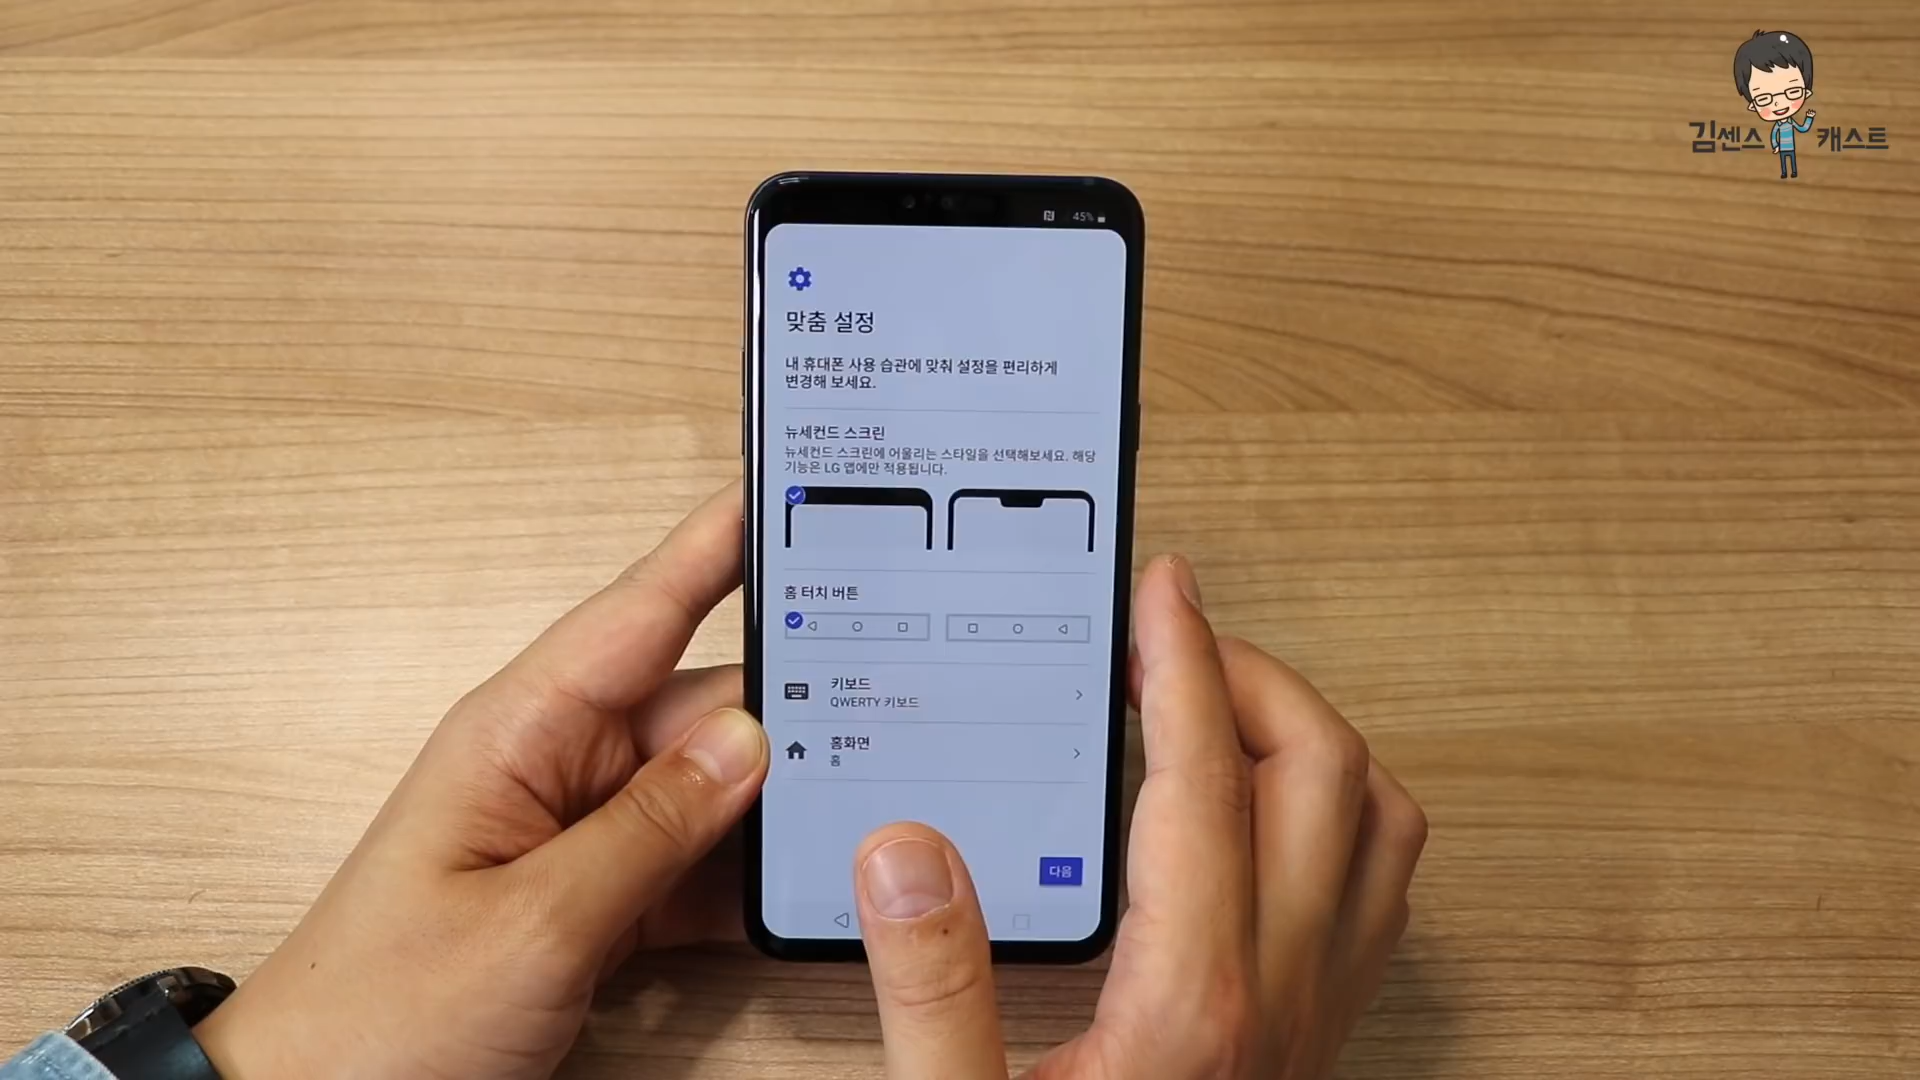 김센스 캐스트
45%
맞춤 설정
내 휴대폰 사용 습관에 맞춰 설정을 편리하게
변경해 보세요.
뉴세컨드 스크린
뉴세컨드 스크린에 어울리는 스타일을 선택해보세요. 해당
기능은 LG 앱에만 적용됩니다.
홈 터치 버튼
키보드
QWERTY 키보드
홈화면
홈
다음